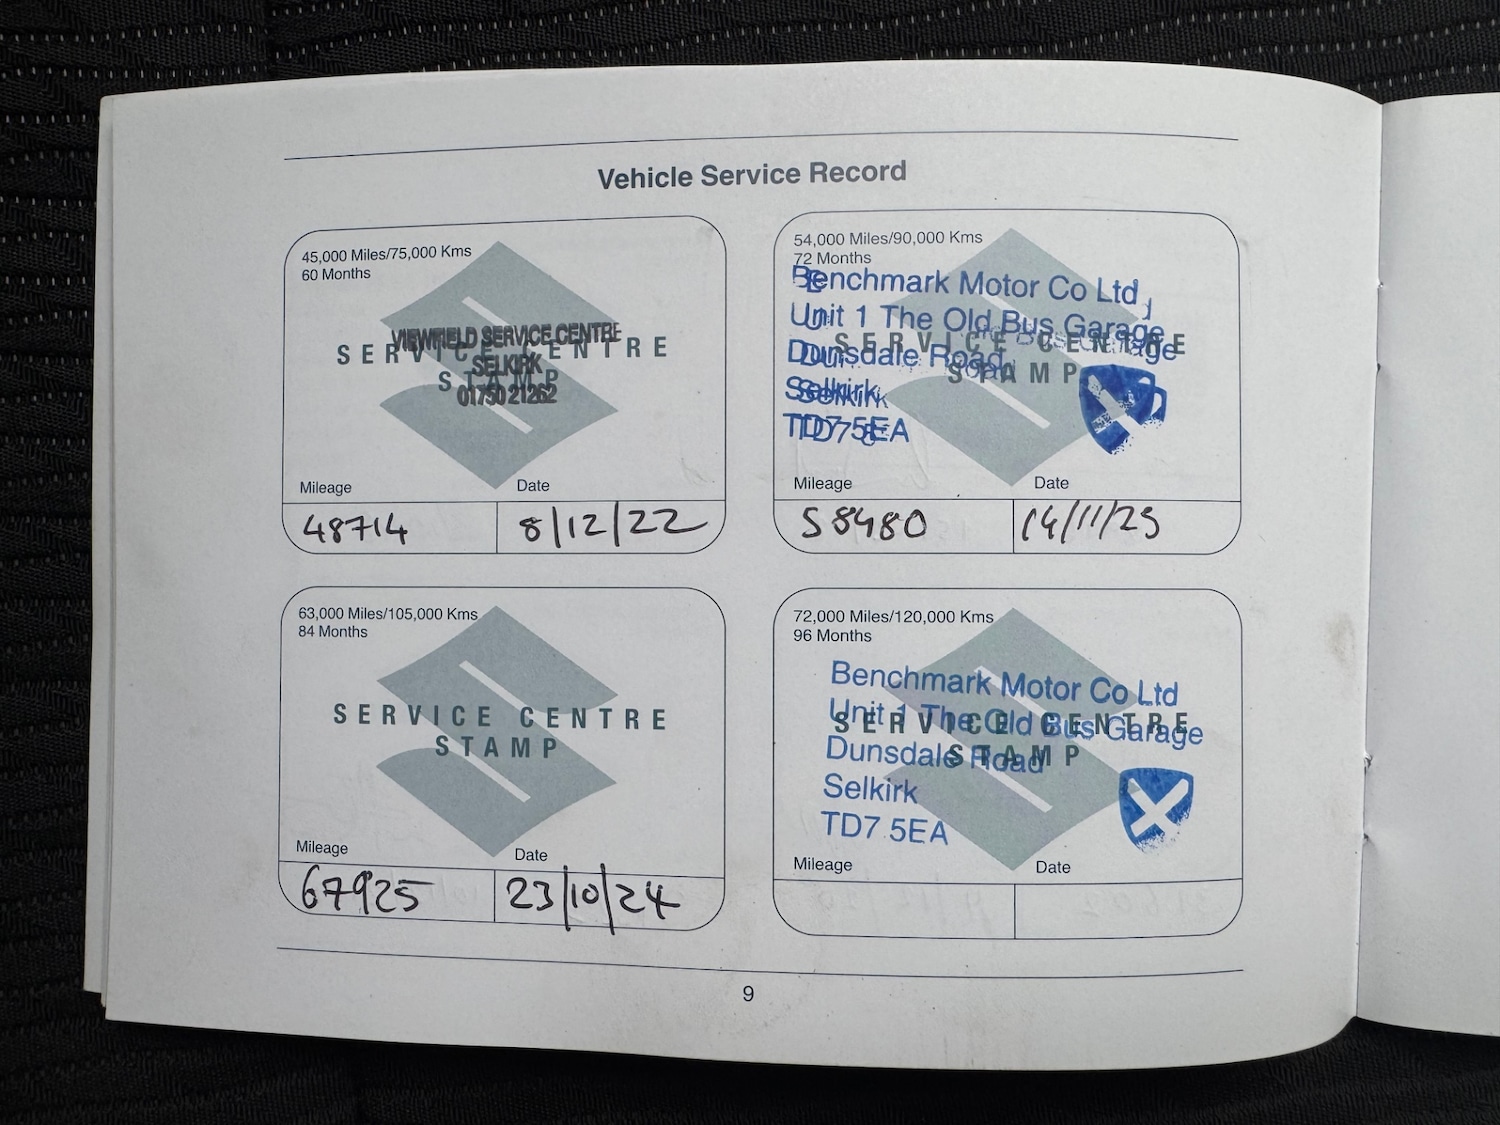 Vehicle Service Record
45,000 Miles/75,000 Kms
60 Months
SERVICE CENTRE
STAMP
VIEWFIELD SERVICE CENTRE
SELKIRK
01750 21262
Mileage
Date
48714
8/12/22
54,000 Miles/90,000 Kms
72 Months
SERVICE CENTRE
STAMP
Benchmark Motor Co Ltd
Unit 1 The Old Bus Garage
Dunsdale Road
Selkirk
TD7 5EA
Mileage
Date
58480
14/11/23
63,000 Miles/105,000 Kms
84 Months
SERVICE CENTRE
STAMP
Mileage
Date
67925
23/10/24
72,000 Miles/120,000 Kms
96 Months
SERVICE CENTRE
STAMP
Benchmark Motor Co Ltd
Unit 1 The Old Bus Garage
Dunsdale Road
Selkirk
TD7 5EA
Mileage
Date
9